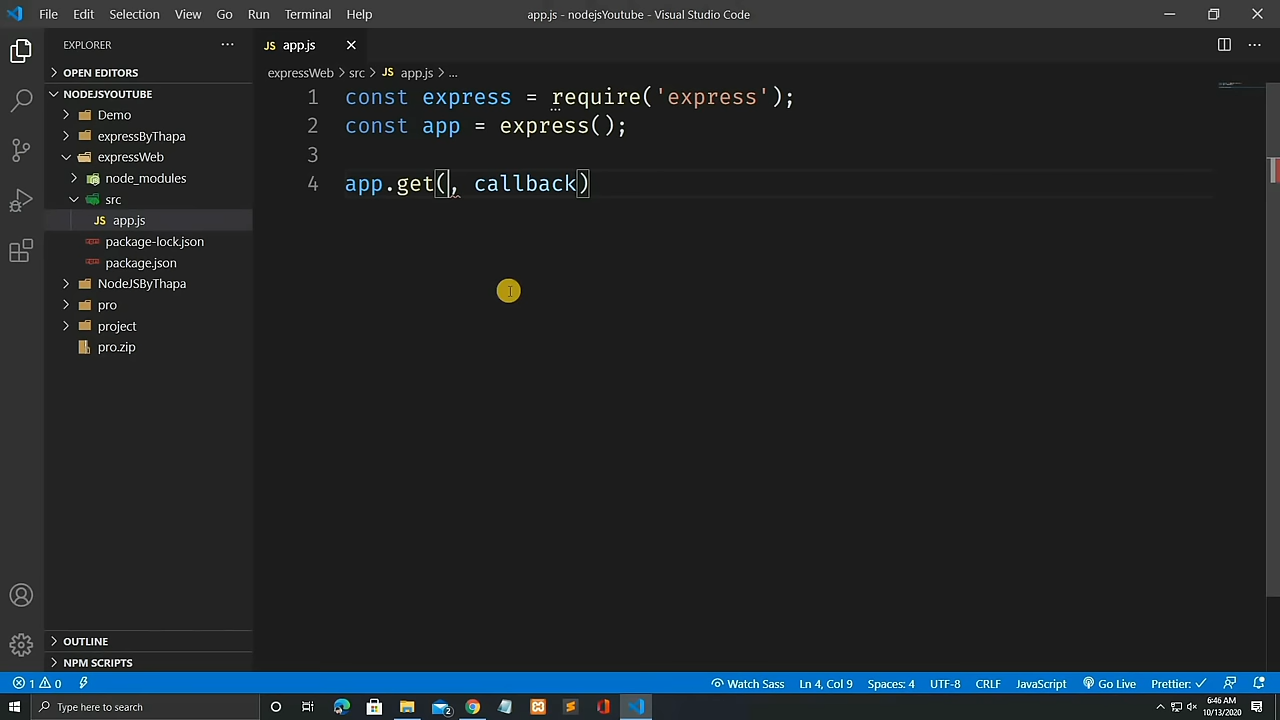 File Edit Selection View Go Run Terminal Help
app.js - nodejsYoutube - Visual Studio Code
EXPLORER
JS app.js
OPEN EDITORS
NODEJSYOUTUBE
Demo
expressByThapa
expressWeb
node_modules
src
JS app.js
package-lock.json
package.json
NodeJSByThapa
pro
project
pro.zip
OUTLINE
NPM SCRIPTS
expressWeb > src > JS app.js > ...
1 const express = require('express');
2 const app = express();
3
4 app.get(, callback)
1 0
Watch Sass Ln 4, Col 9 Spaces: 4 UTF-8 CRLF JavaScript Go Live Prettier: ✓
Type here to search
2
6:46 AM
10/13/2020